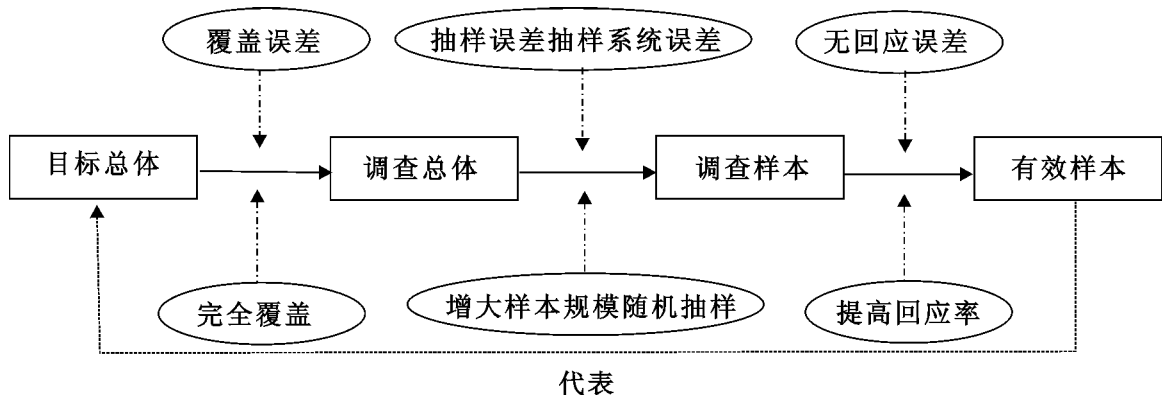 覆盖误差
抽样误差抽样系统误差
无回应误差
目标总体
调查总体
调查样本
有效样本
完全覆盖
增大样本规模随机抽样
提高回应率
代表